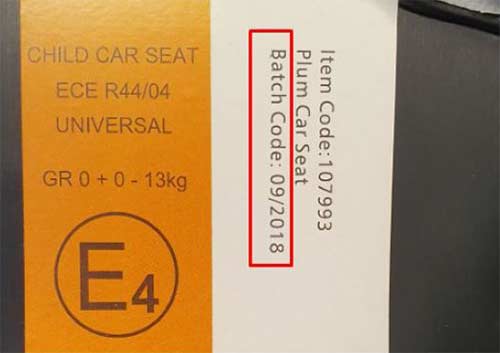 CHILD CAR SEAT
ECE R44/04
UNIVERSAL
GR 0 + 0 - 13kg
E4
Item Code:107993
Plum Car Seat
Batch Code: 09/2018